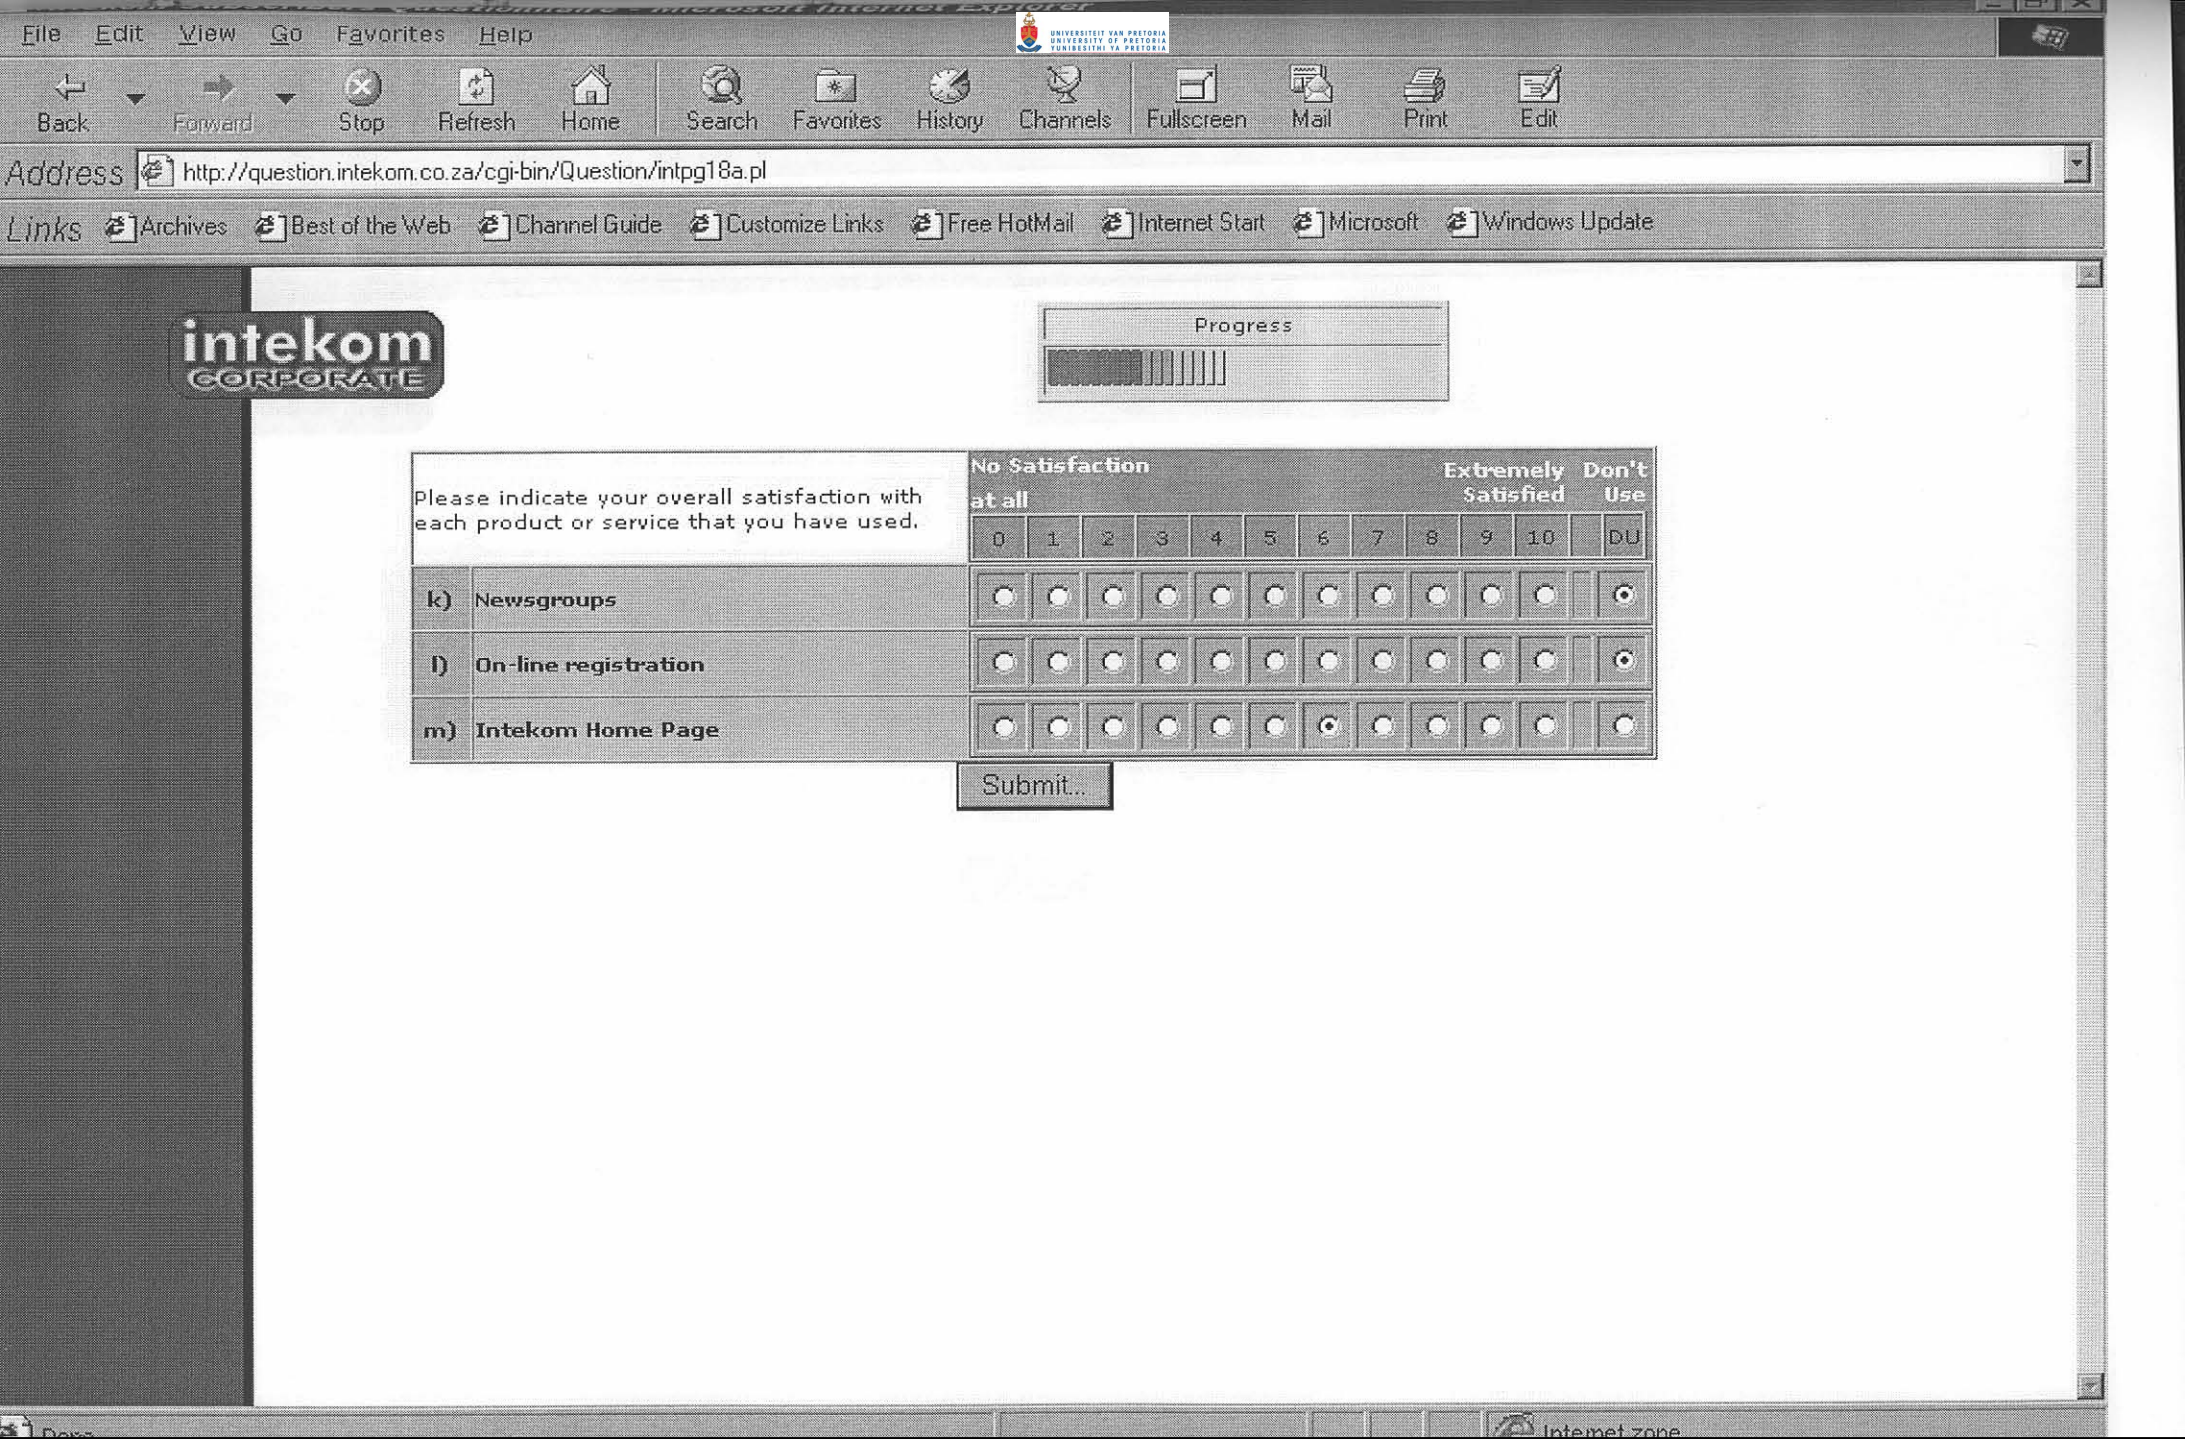 Microsoft Internet Explorer
File Edit View Go Favorites Help
UNIVERSITEIT VAN PRETORIA
UNIVERSITY OF PRETORIA
YUNIBESITHI YA PRETORIA
Back Forward Stop Refresh Home Search Favorites History Channels Fullscreen Mail Print Edit
Address http://question.intekom.co.za/cgi-bin/Question/intpg18a.pl
Links Archives Best of the Web Channel Guide Customize Links Free HotMail Internet Start Microsoft Windows Update
intekom
CORPORATE
Progress
Please indicate your overall satisfaction with
each product or service that you have used.
No Satisfaction
at all
Extremely
Satisfied
Don't
Use
0 1 2 3 4 5 6 7 8 9 10 DU
k) Newsgroups
l) On-line registration
m) Intekom Home Page
Submit...
Done
Internet zone